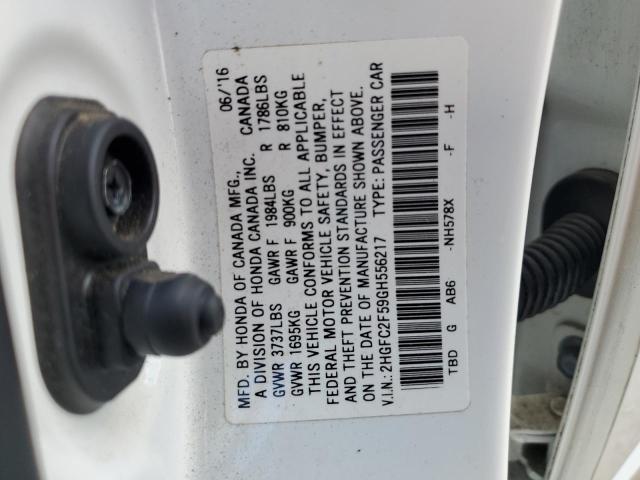 MFD. BY HONDA OF CANADA MFG., 06/'16
A DIVISION OF HONDA CANADA INC. CANADA
GVWR 3737LBS GAWR F 1984LBS R 1786LBS
GVWR 1695KG GAWR F 900KG R 810KG
THIS VEHICLE CONFORMS TO ALL APPLICABLE
FEDERAL MOTOR VEHICLE SAFETY, BUMPER,
AND THEFT PREVENTION STANDARDS IN EFFECT
ON THE DATE OF MANUFACTURE SHOWN ABOVE.
V.I.N.: 2HGFC2F59GH556217 TYPE: PASSENGER CAR
TBD G AB6 -NH578X -F -H